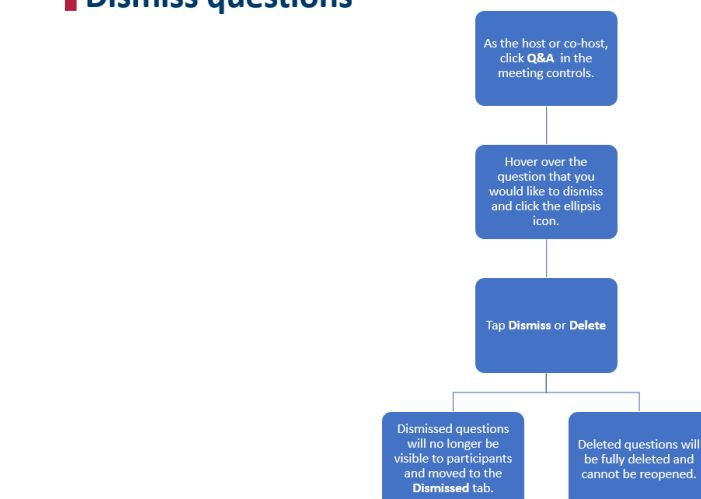 Dismiss questions
As the host or co-host,
click Q&A in the
meeting controls.
Hover over the
question that you
would like to dismiss
and click the ellipsis
icon.
Tap Dismiss or Delete
Dismissed questions
will no longer be
visible to participants
and moved to the
Dismissed tab.
Deleted questions will
be fully deleted and
cannot be reopened.